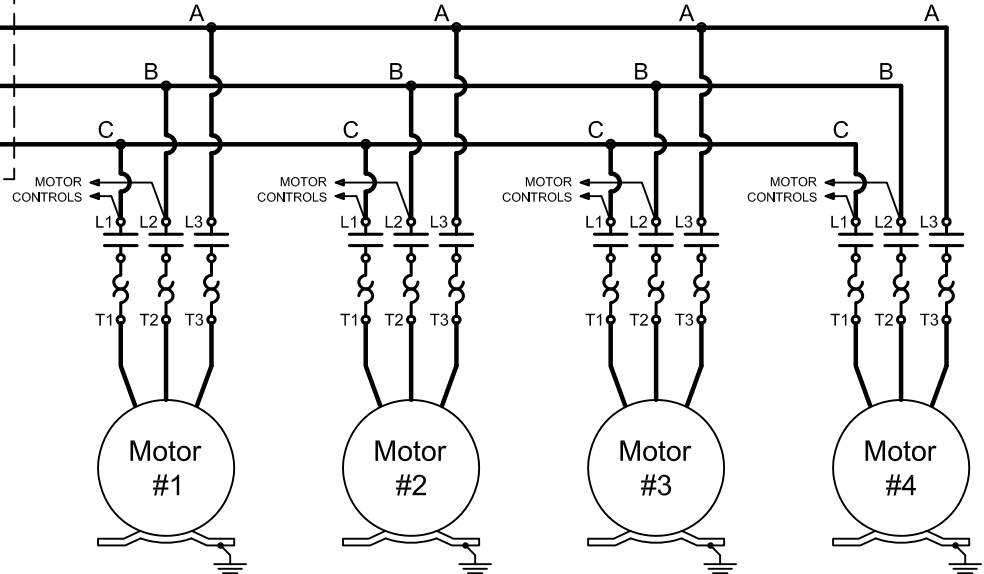 A A A A
B B B B
C C C C
MOTOR MOTOR MOTOR MOTOR
CONTROLS CONTROLS CONTROLS CONTROLS
L1 L2 L3 L1 L2 L3 L1 L2 L3 L1 L2 L3
T1 T2 T3 T1 T2 T3 T1 T2 T3 T1 T2 T3
Motor Motor Motor Motor
#1 #2 #3 #4